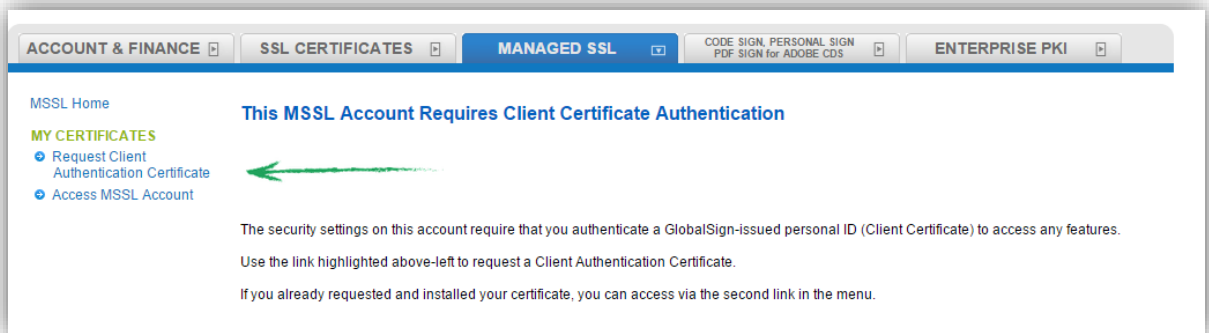 ACCOUNT & FINANCE
SSL CERTIFICATES
MANAGED SSL
CODE SIGN, PERSONAL SIGN
PDF SIGN for ADOBE CDS
ENTERPRISE PKI
MSSL Home
MY CERTIFICATES
Request Client
Authentication Certificate
Access MSSL Account
This MSSL Account Requires Client Certificate Authentication
The security settings on this account require that you authenticate a GlobalSign-issued personal ID (Client Certificate) to access any features.
Use the link highlighted above-left to request a Client Authentication Certificate.
If you already requested and installed your certificate, you can access via the second link in the menu.